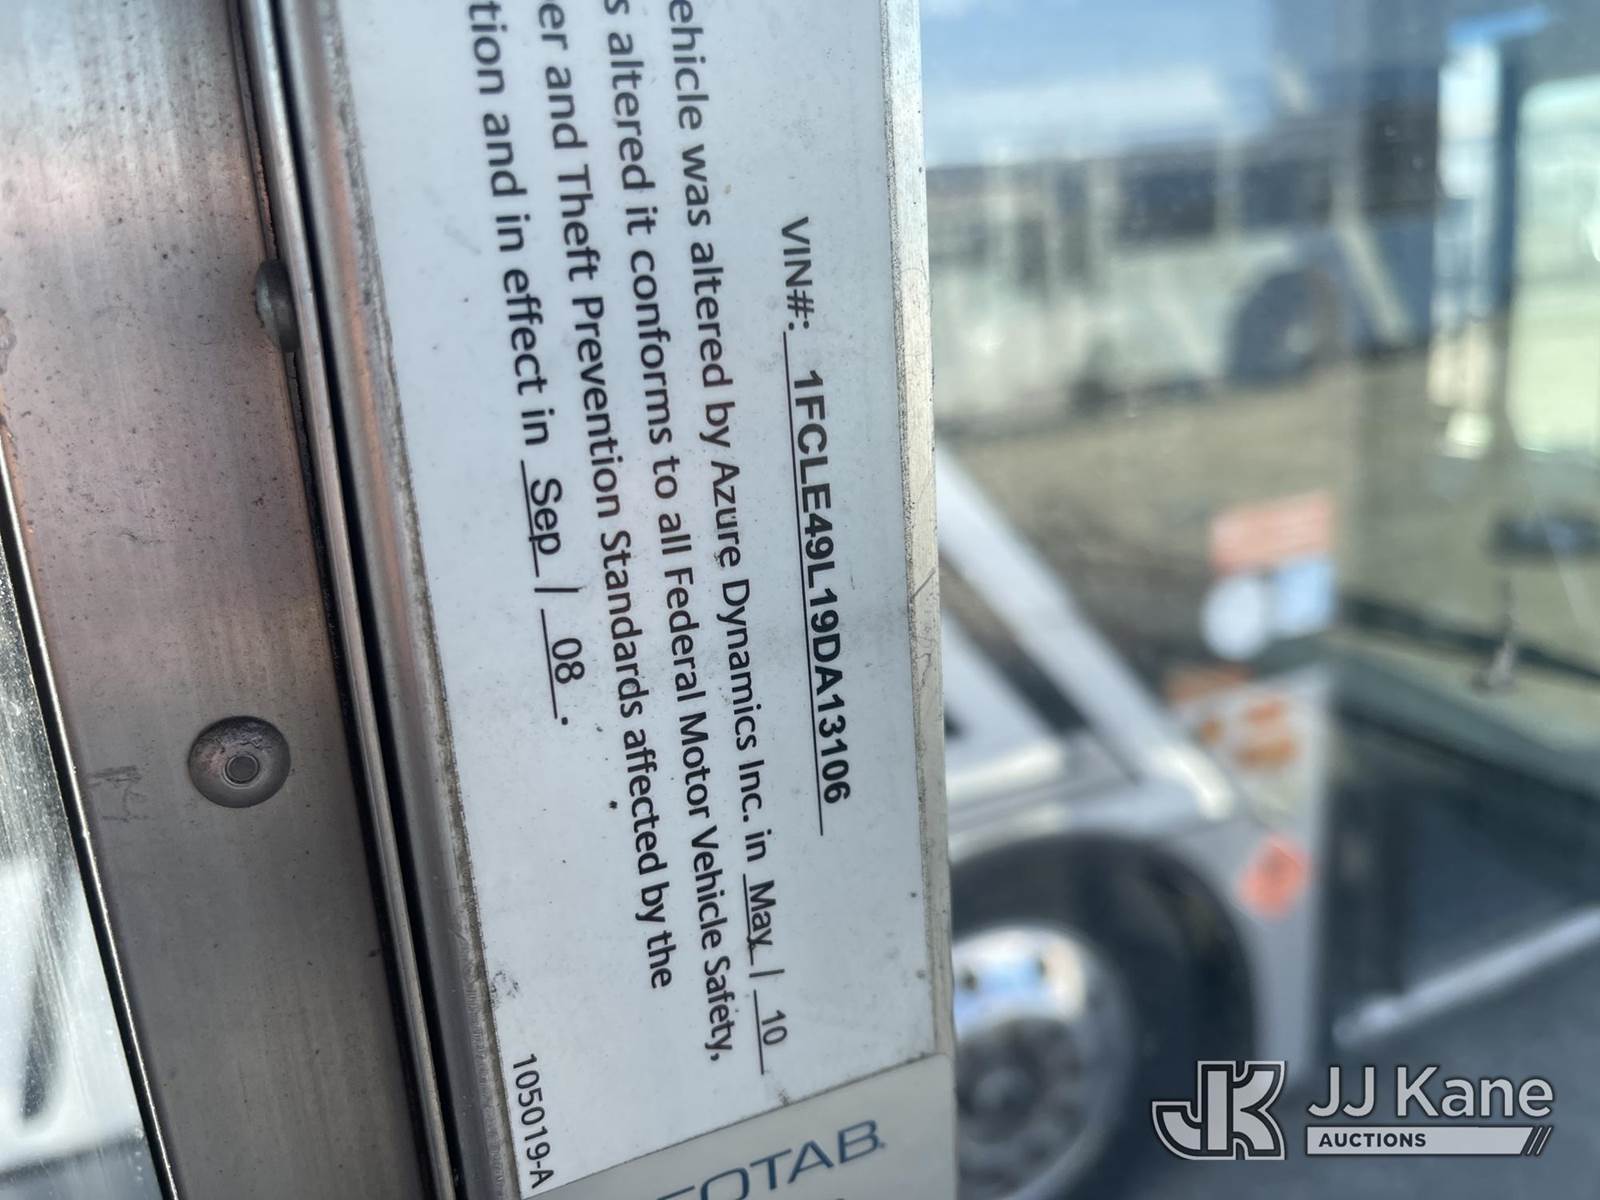 VIN#: 1FCLE49L19DA13106
ehicle was altered by Azure Dynamics Inc. in May / 10
s altered it conforms to all Federal Motor Vehicle Safety,
er and Theft Prevention Standards affected by the
tion and in effect in Sep / 08.
105019-A
EOTAB
JK JJ Kane
AUCTIONS